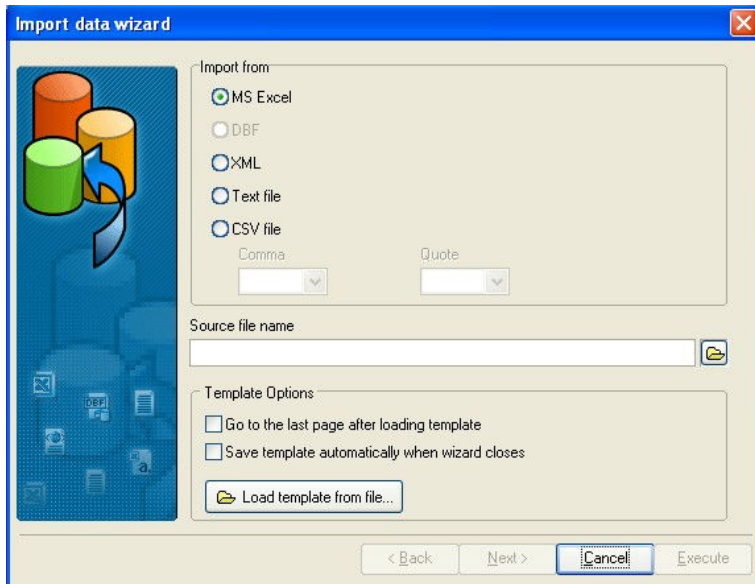 Import data wizard
Import from
MS Excel
DBF
XML
Text file
CSV file
Comma Quote
Source file name
Template Options
Go to the last page after loading template
Save template automatically when wizard closes
Load template from file...
< Back Next > Cancel Execute
DBF
a